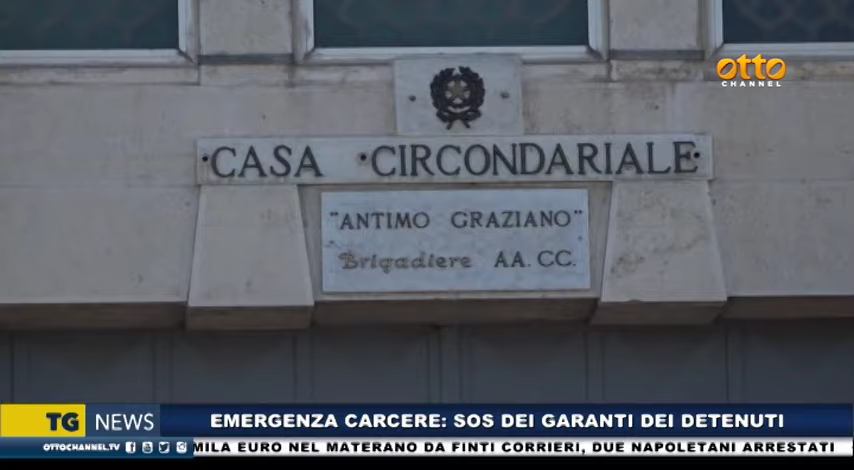 otto
CHANNEL
CASA CIRCONDARIALE
"ANTIMO GRAZIANO"
Brigadiere AA. CC.
TG NEWS
EMERGENZA CARCERE: SOS DEI GARANTI DEI DETENUTI
OTTOCHANNEL.TV
MILA EURO NEL MATERANO DA FINTI CORRIERI, DUE NAPOLETANI ARRESTATI